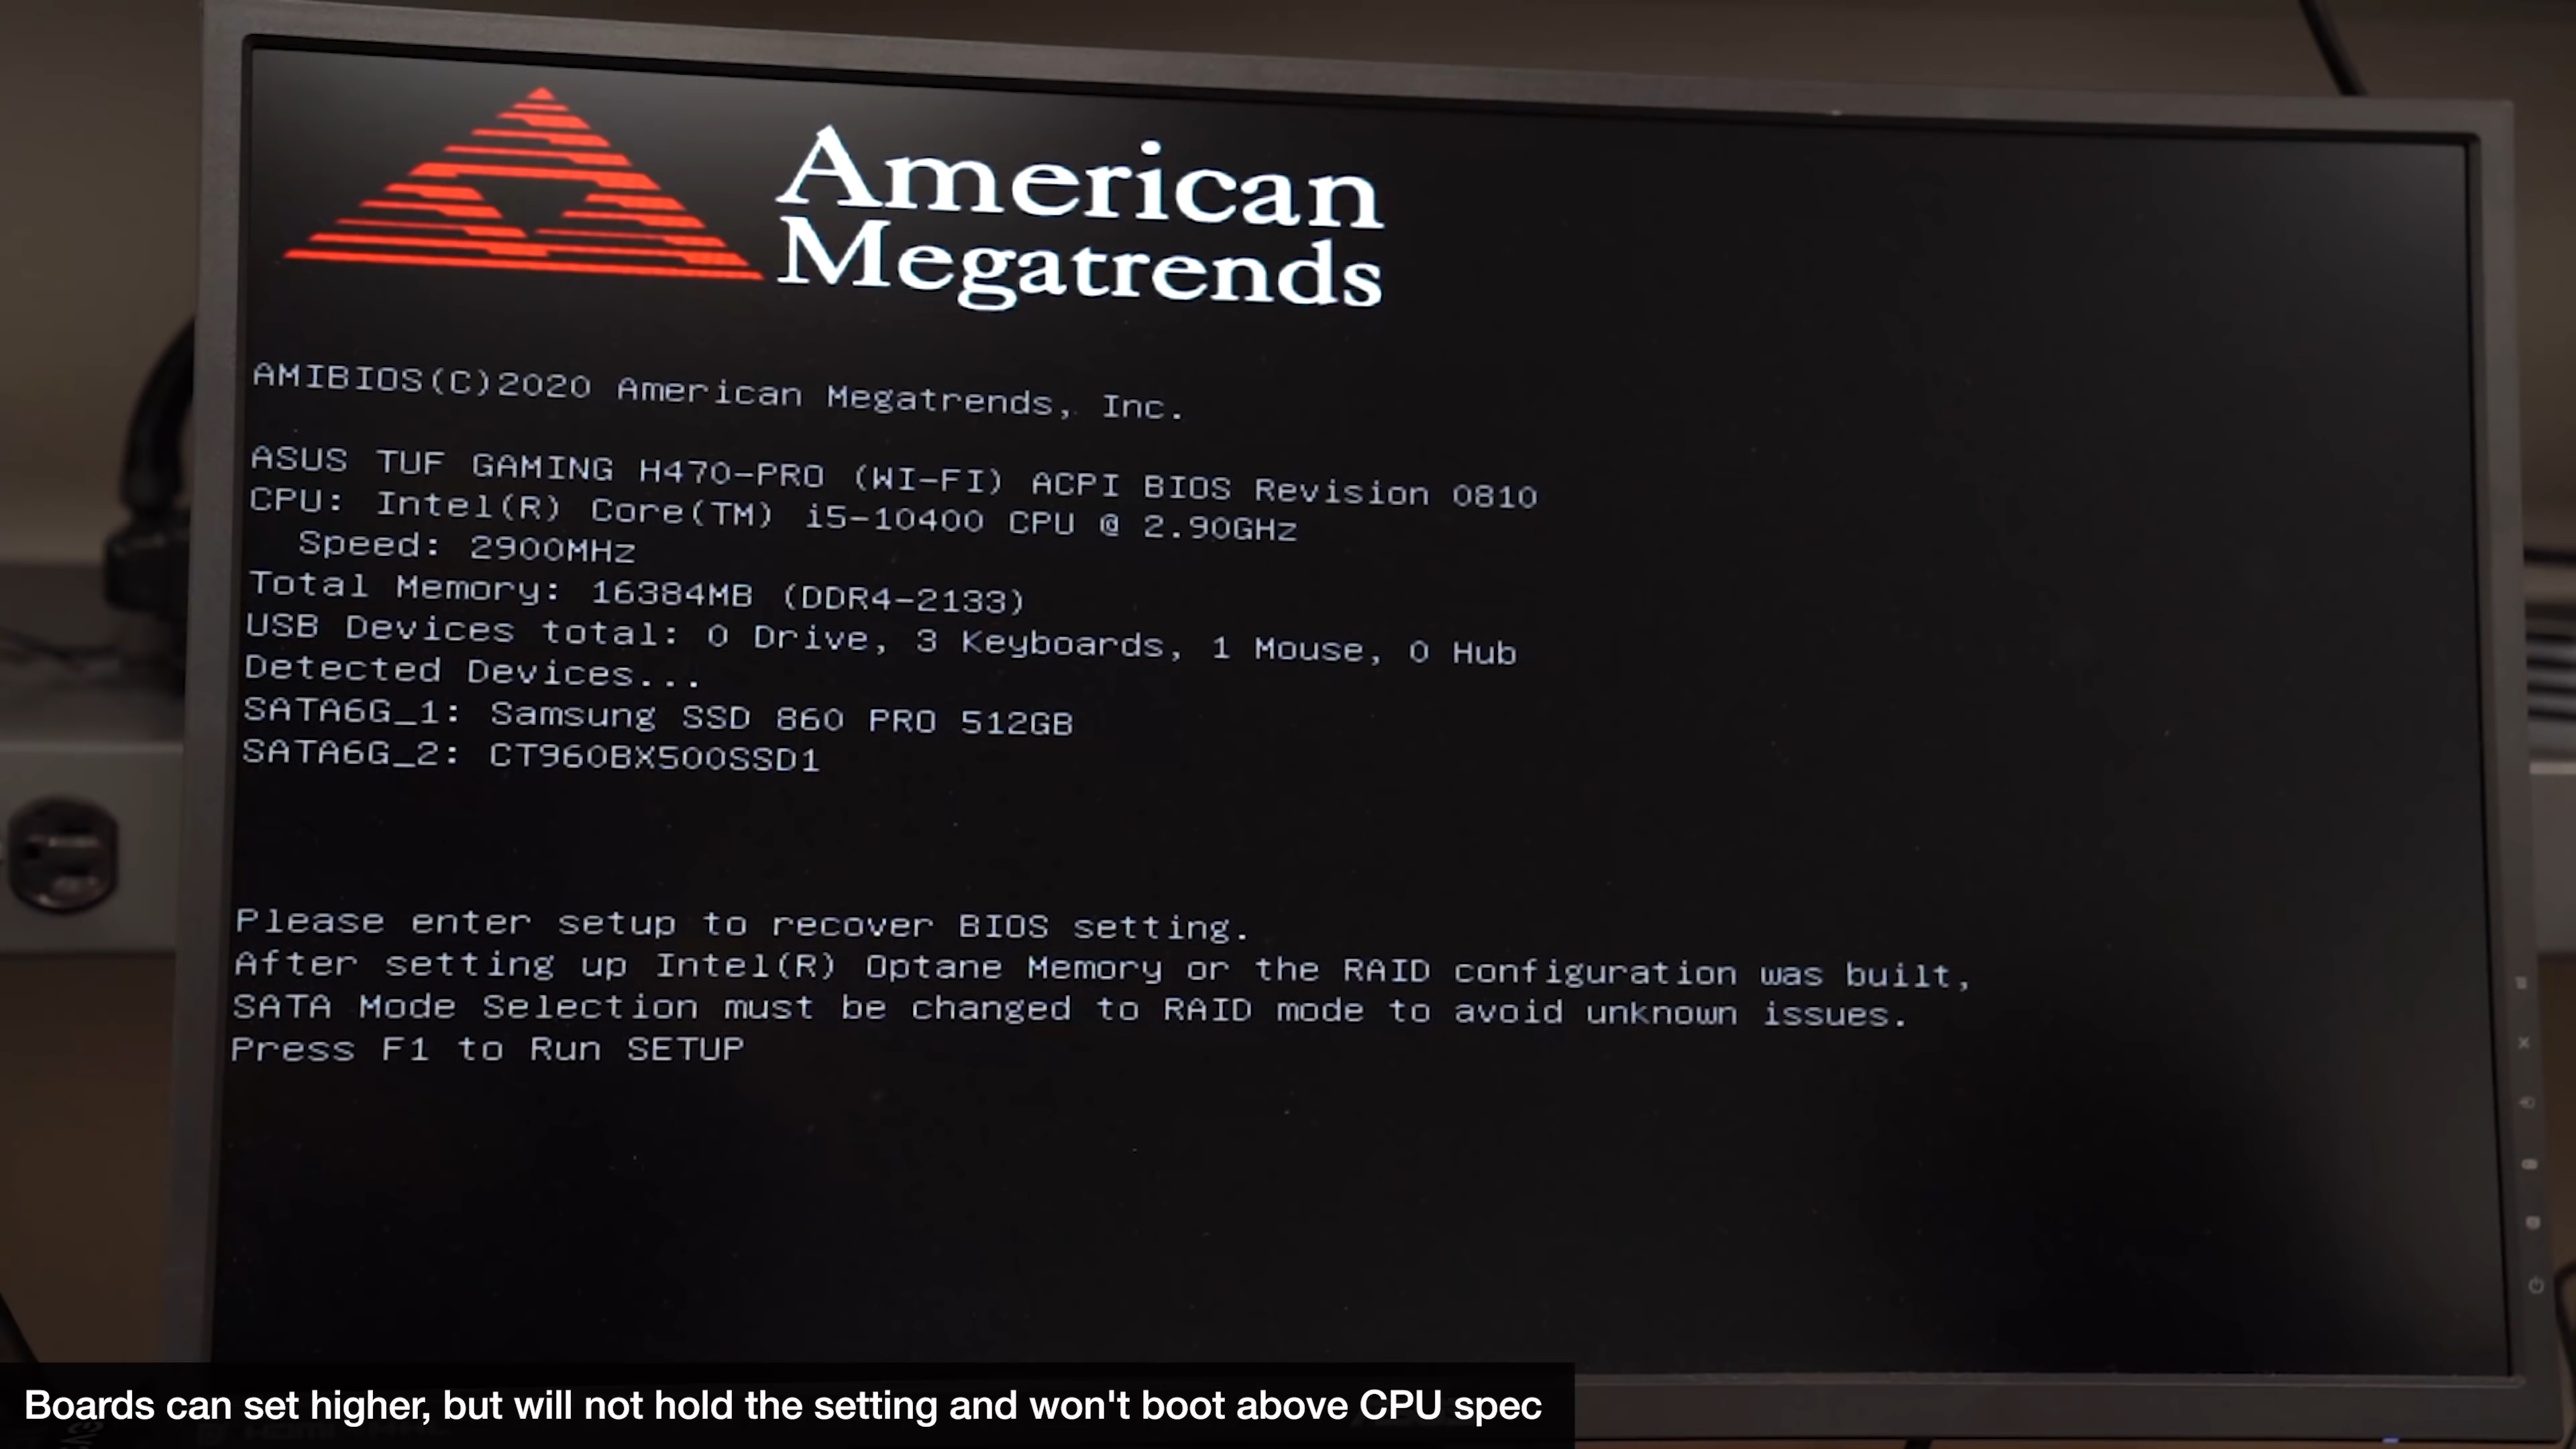 American
Megatrends
AMIBIOS(C)2020 American Megatrends, Inc.
ASUS TUF GAMING H470-PRO (WI-FI) ACPI BIOS Revision 0810
CPU: Intel(R) Core(TM) i5-10400 CPU @ 2.90GHz
Speed: 2900MHz
Total Memory: 16384MB (DDR4-2133)
USB Devices total: 0 Drive, 3 Keyboards, 1 Mouse, 0 Hub
Detected Devices...
SATA6G_1: Samsung SSD 860 PRO 512GB
SATA6G_2: CT960BX500SSD1
Please enter setup to recover BIOS setting.
After setting up Intel(R) Optane Memory or the RAID configuration was built,
SATA Mode Selection must be changed to RAID mode to avoid unknown issues.
Press F1 to Run SETUP
Boards can set higher, but will not hold the setting and won't boot above CPU spec